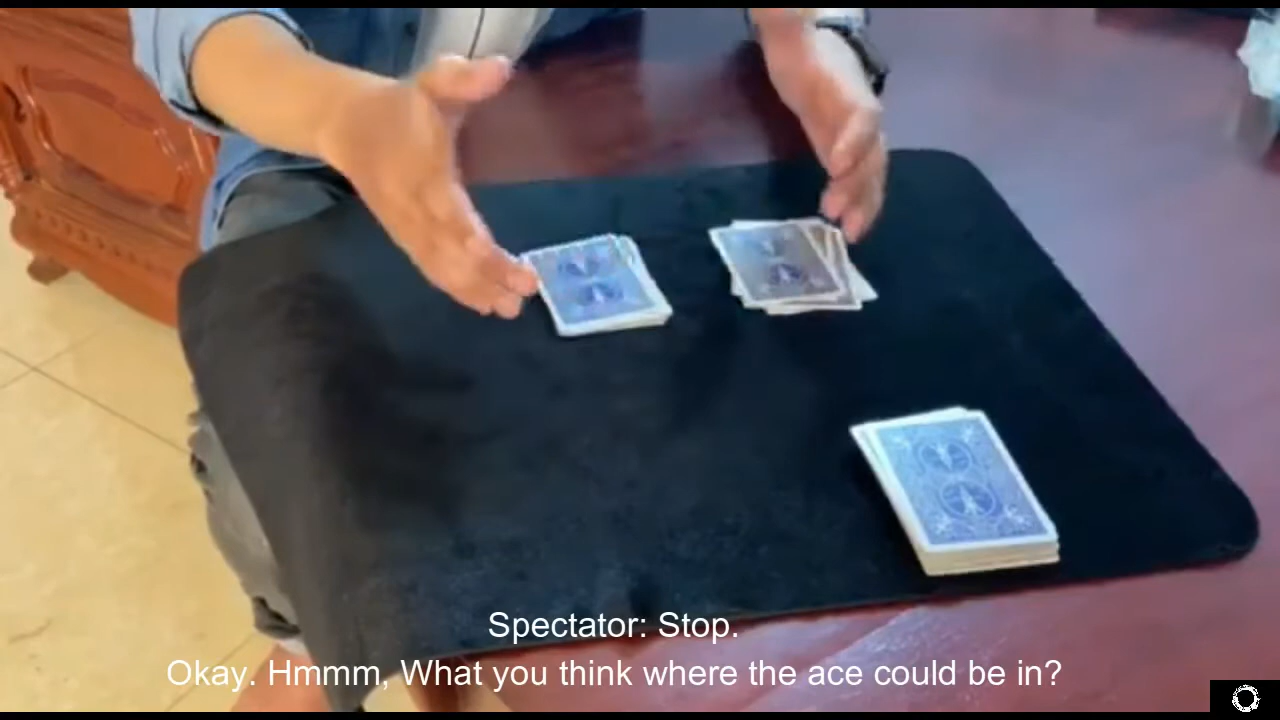 Spectator: Stop.
Okay. Hmmm, What you think where the ace could be in?